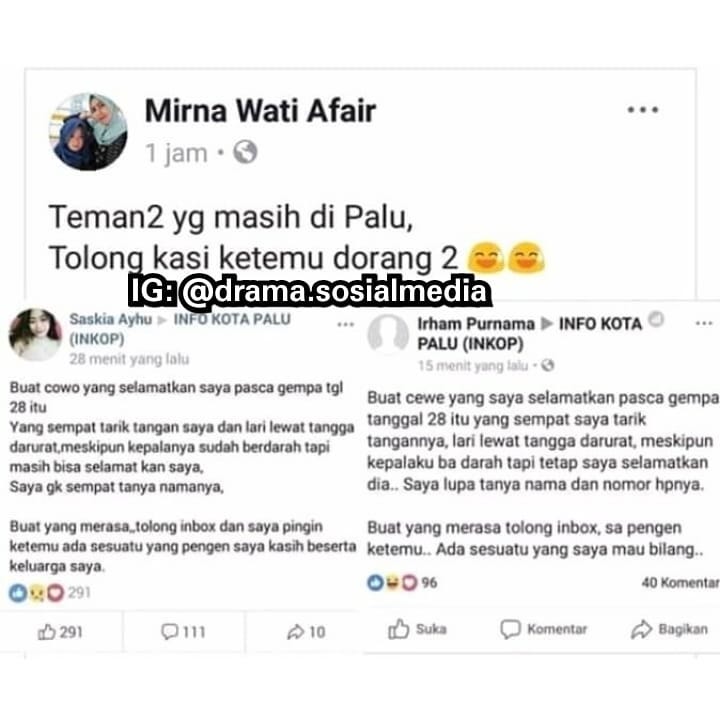 Mirna Wati Afair
1 jam
Teman2 yg masih di Palu,
Tolong kasi ketemu dorang 2 😄😄
IG: @drama.sosialmedia
Saskia Ayhu ▸ INFO KOTA PALU
(INKOP)
28 menit yang lalu
Buat cowo yang selamatkan saya pasca gempa tgl
28 itu
Yang sempat tarik tangan saya dan lari lewat tangga
darurat,meskipun kepalanya sudah berdarah tapi
masih bisa selamat kan saya,
Saya gk sempat tanya namanya,
Buat yang merasa,,tolong inbox dan saya pingin
ketemu ada sesuatu yang pengen saya kasih beserta
keluarga saya.
291
291
111
10
Irham Purnama ▸ INFO KOTA
PALU (INKOP)
15 menit yang lalu
Buat cewe yang saya selamatkan pasca gempa
tanggal 28 itu yang sempat saya tarik
tangannya, lari lewat tangga darurat, meskipun
kepalaku ba darah tapi tetap saya selamatkan
dia.. Saya lupa tanya nama dan nomor hpnya.
Buat yang merasa tolong inbox, sa pengen
ketemu.. Ada sesuatu yang saya mau bilang..
96
40 Komentar
Suka
Komentar
Bagikan